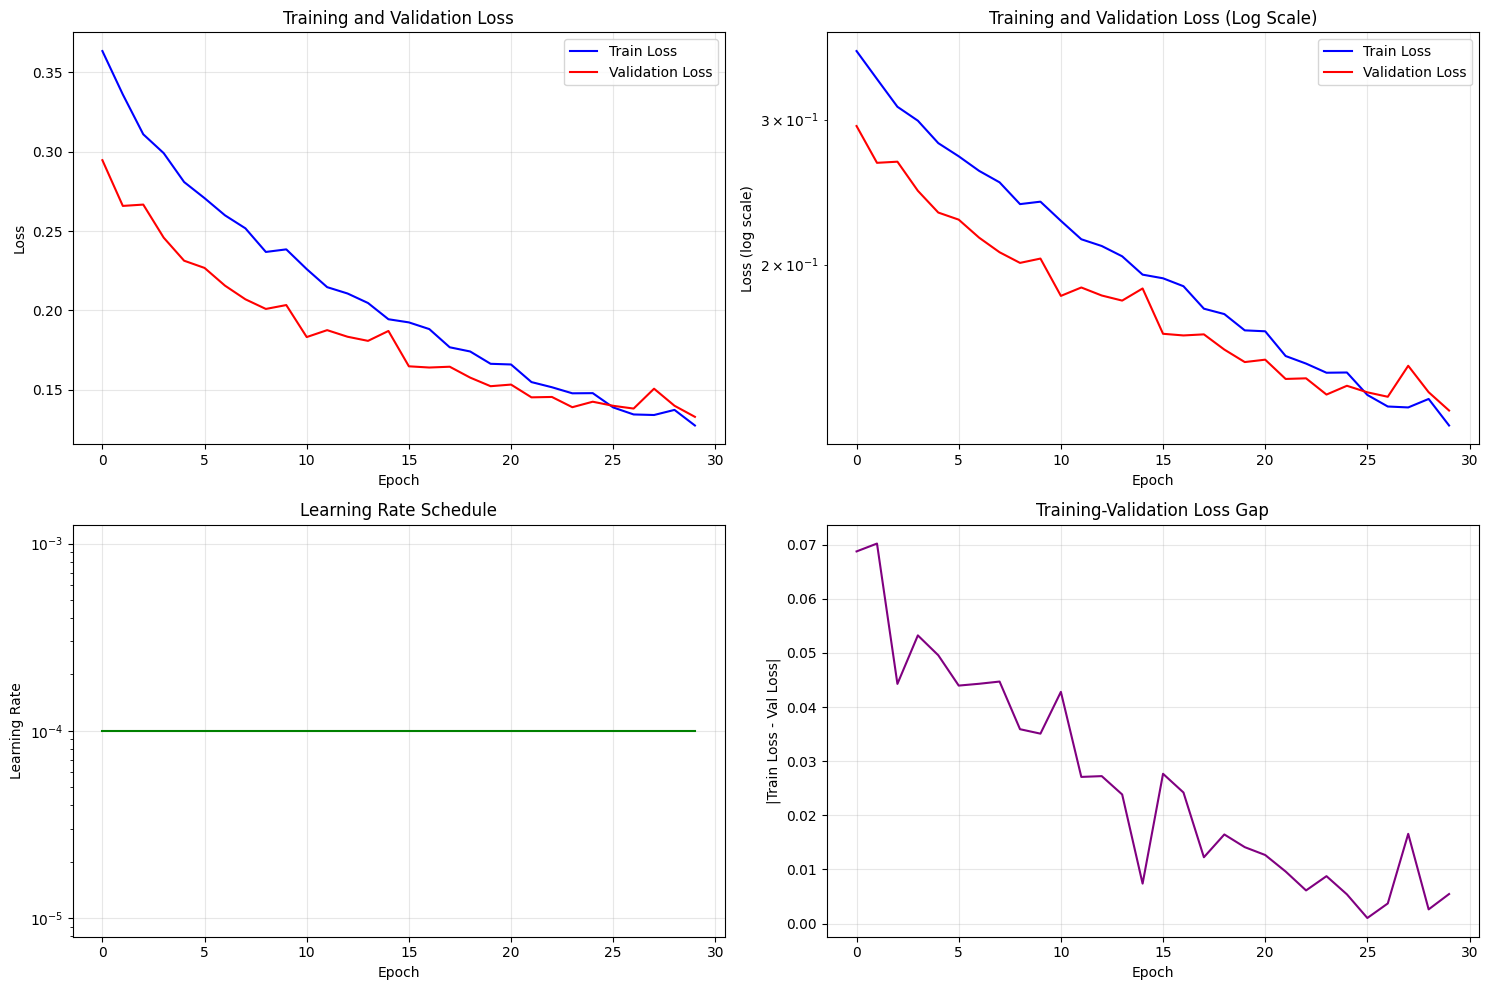 Training and Validation Loss
Train Loss
Validation Loss
Loss
0.35
0.30
0.25
0.20
0.15
0
5
10
15
20
25
30
Epoch
Training and Validation Loss (Log Scale)
Train Loss
Validation Loss
Loss (log scale)
3 × 10⁻¹
2 × 10⁻¹
0
5
10
15
20
25
30
Epoch
Learning Rate Schedule
Learning Rate
10⁻³
10⁻⁴
10⁻⁵
0
5
10
15
20
25
30
Epoch
Training-Validation Loss Gap
|Train Loss - Val Loss|
0.07
0.06
0.05
0.04
0.03
0.02
0.01
0.00
0
5
10
15
20
25
30
Epoch